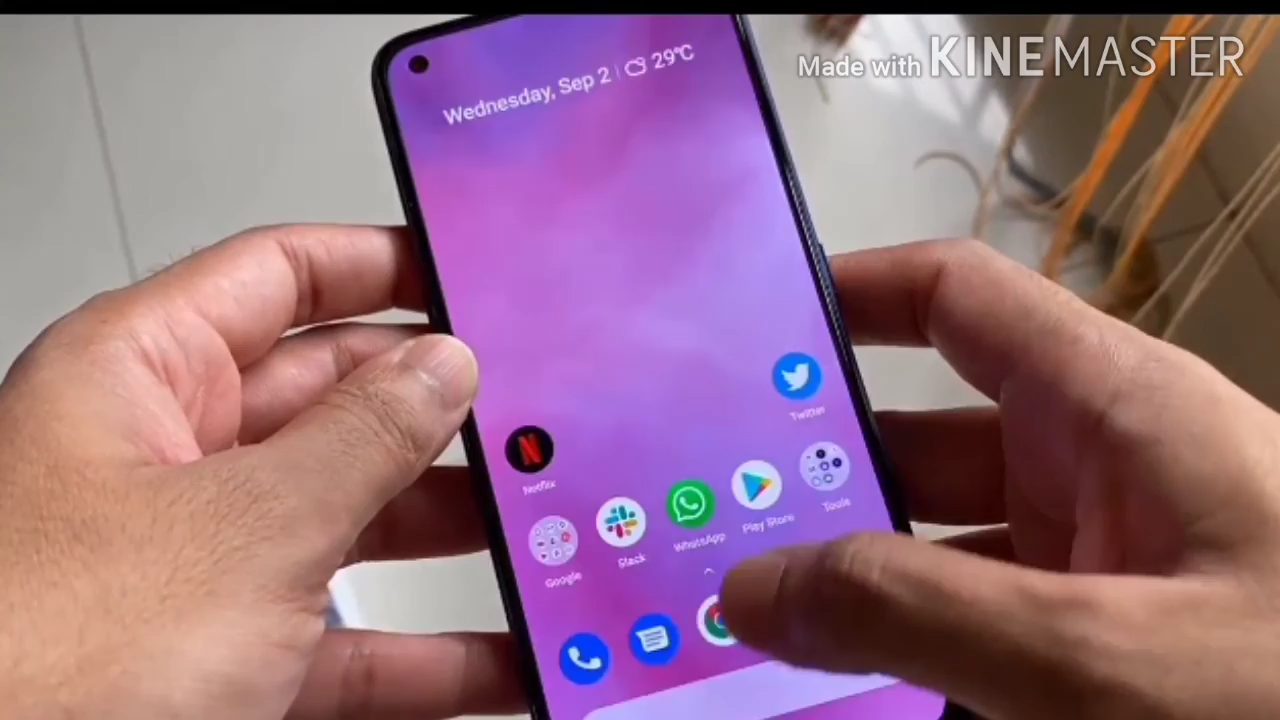 Made with KINEMASTER
Wednesday, Sep 2 | 29°C
Twitter
Netflix
Google
Slack
WhatsApp
Play Store
Tools